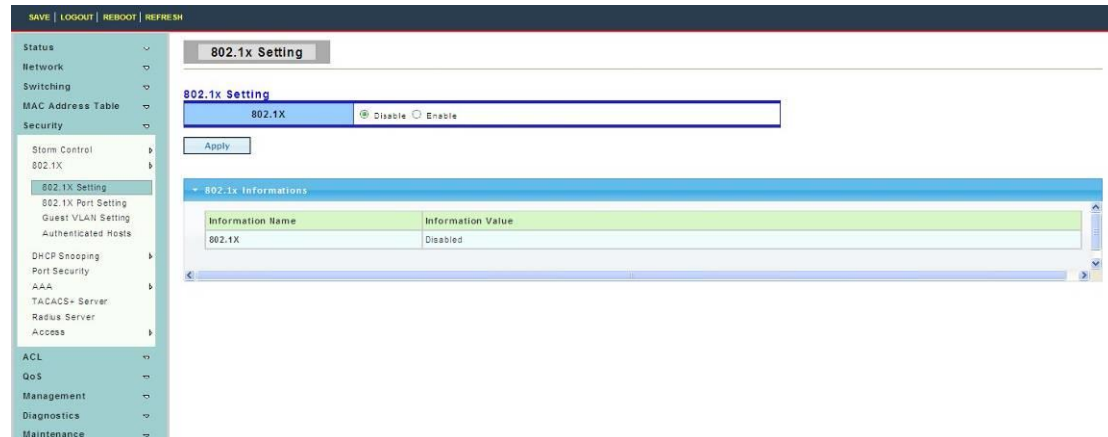 SAVE | LOGOUT | REBOOT | REFRESH
Status
Network
Switching
MAC Address Table
Security
Storm Control
802.1X
802.1X Setting
802.1X Port Setting
Guest VLAN Setting
Authenticated Hosts
DHCP Snooping
Port Security
AAA
TACACS+ Server
Radius Server
Access
ACL
QoS
Management
Diagnostics
Maintenance
802.1x Setting
802.1x Setting
802.1X Disable Enable
Apply
802.1x Informations
Information Name Information Value
802.1X Disabled